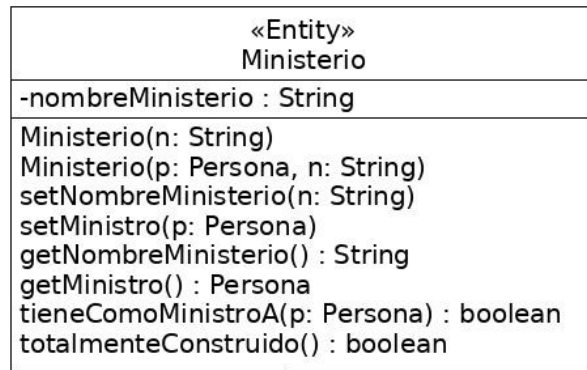 «Entity»
Ministerio
-nombreMinisterio : String
Ministerio(n: String)
Ministerio(p: Persona, n: String)
setNombreMinisterio(n: String)
setMinistro(p: Persona)
getNombreMinisterio() : String
getMinistro() : Persona
tieneComoMinistroA(p: Persona) : boolean
totalmenteConstruido() : boolean